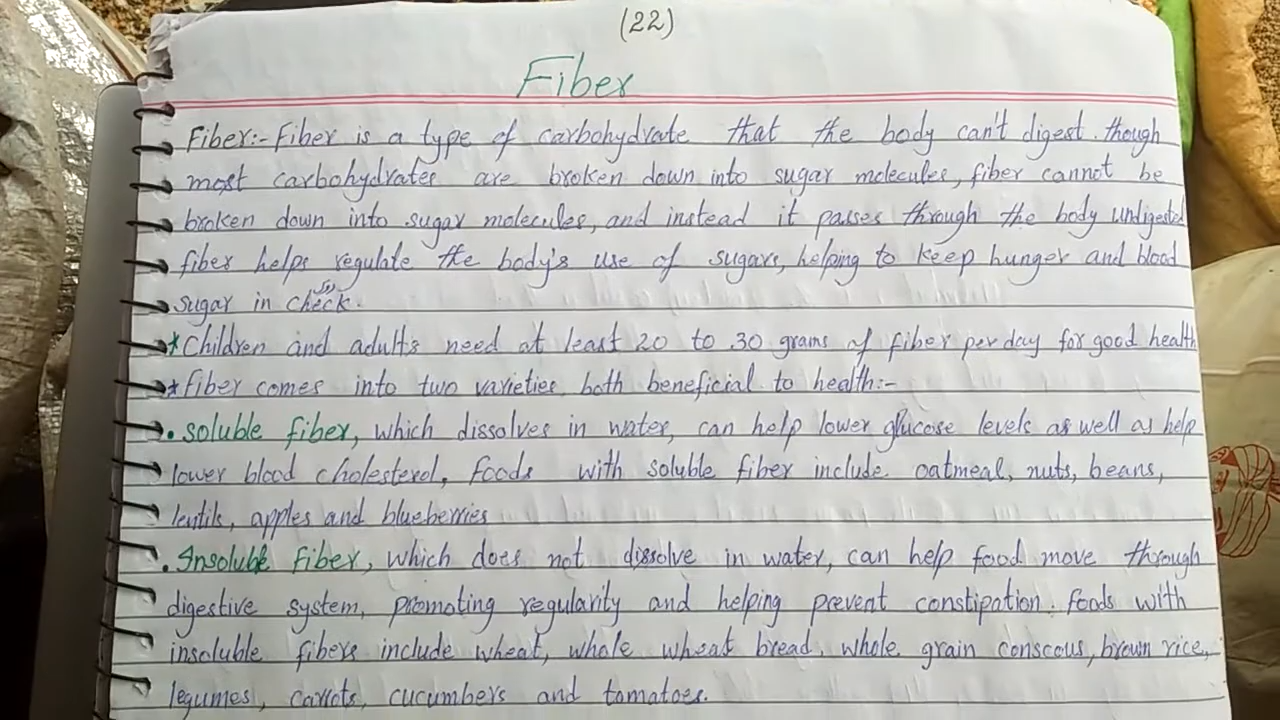 (22)
Fiber
Fiber:- Fiber is a type of carbohydrate that the body can't digest. though
most carbohydrates are broken down into sugar molecules, fiber cannot be
broken down into sugar molecules, and instead it passes through the body undigested
fiber helps regulate the body's use of sugars, helping to keep hunger and blood
sugar in check.
* Children and adults need at least 20 to 30 grams of fiber per day for good health
* fiber comes into two varieties both beneficial to health:-
. soluble fiber, which dissolves in water, can help lower glucose levels as well as help
lower blood cholesterol, Foods with soluble fiber include oatmeal, nuts, beans,
lentils, apples and blueberries
. Insoluble Fiber, which does not dissolve in water, can help food move through
digestive system, promoting regularity and helping prevent constipation. foods with
insoluble fibers include wheat, whole wheat bread, whole grain conscous, brown rice,
legumes, carrots, cucumbers and tomatoes.